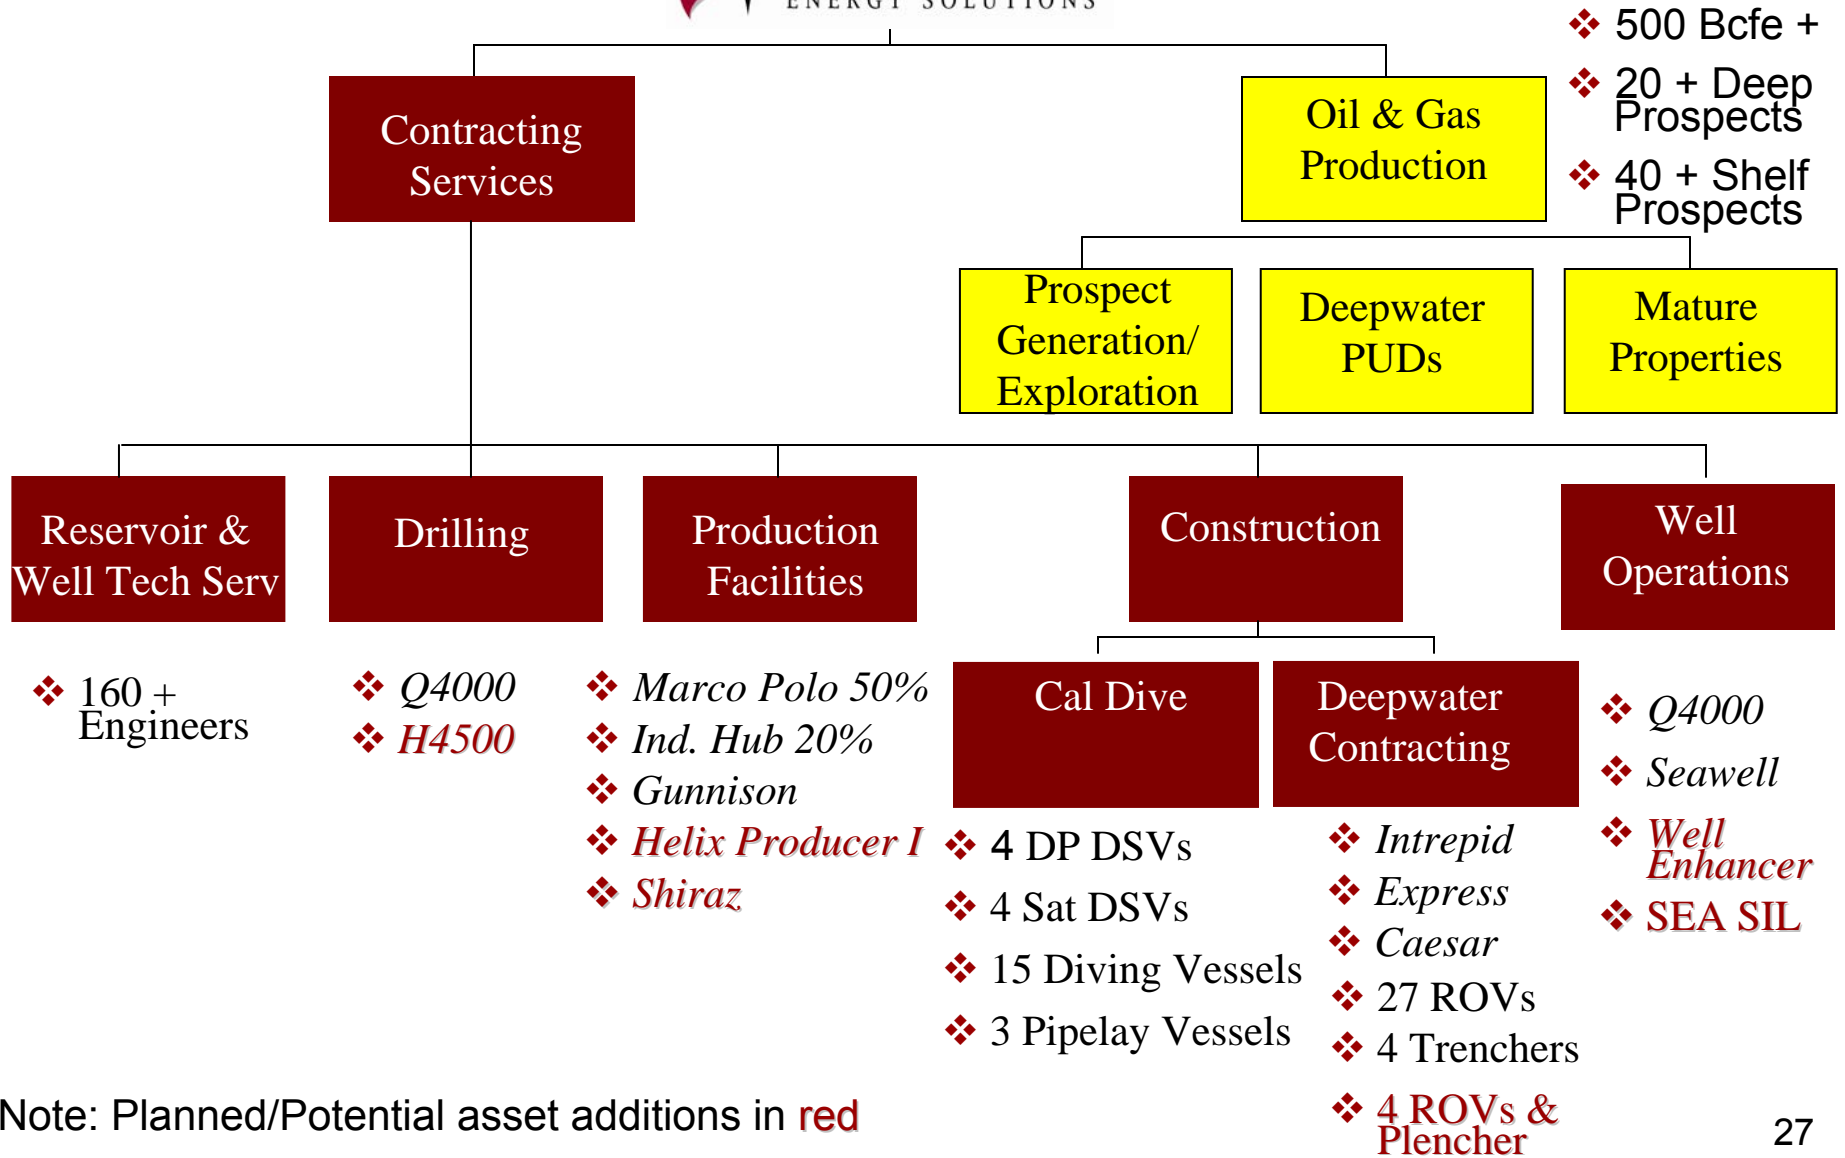 ENERGY SOLUTIONS
500 Bcfe +
20 + Deep
Prospects
40 + Shelf
Prospects
Contracting
Services
Oil & Gas
Production
Prospect
Generation/
Exploration
Deepwater
PUDs
Mature
Properties
Reservoir &
Well Tech Serv
Drilling
Production
Facilities
Construction
Well
Operations
160 +
Engineers
Q4000
H4500
Marco Polo 50%
Ind. Hub 20%
Gunnison
Helix Producer I
Shiraz
Cal Dive
4 DP DSVs
4 Sat DSVs
15 Diving Vessels
3 Pipelay Vessels
Deepwater
Contracting
Intrepid
Express
Caesar
27 ROVs
4 Trenchers
4 ROVs &
Plencher
Q4000
Seawell
Well
Enhancer
SEA SIL
Note: Planned/Potential asset additions in red
27